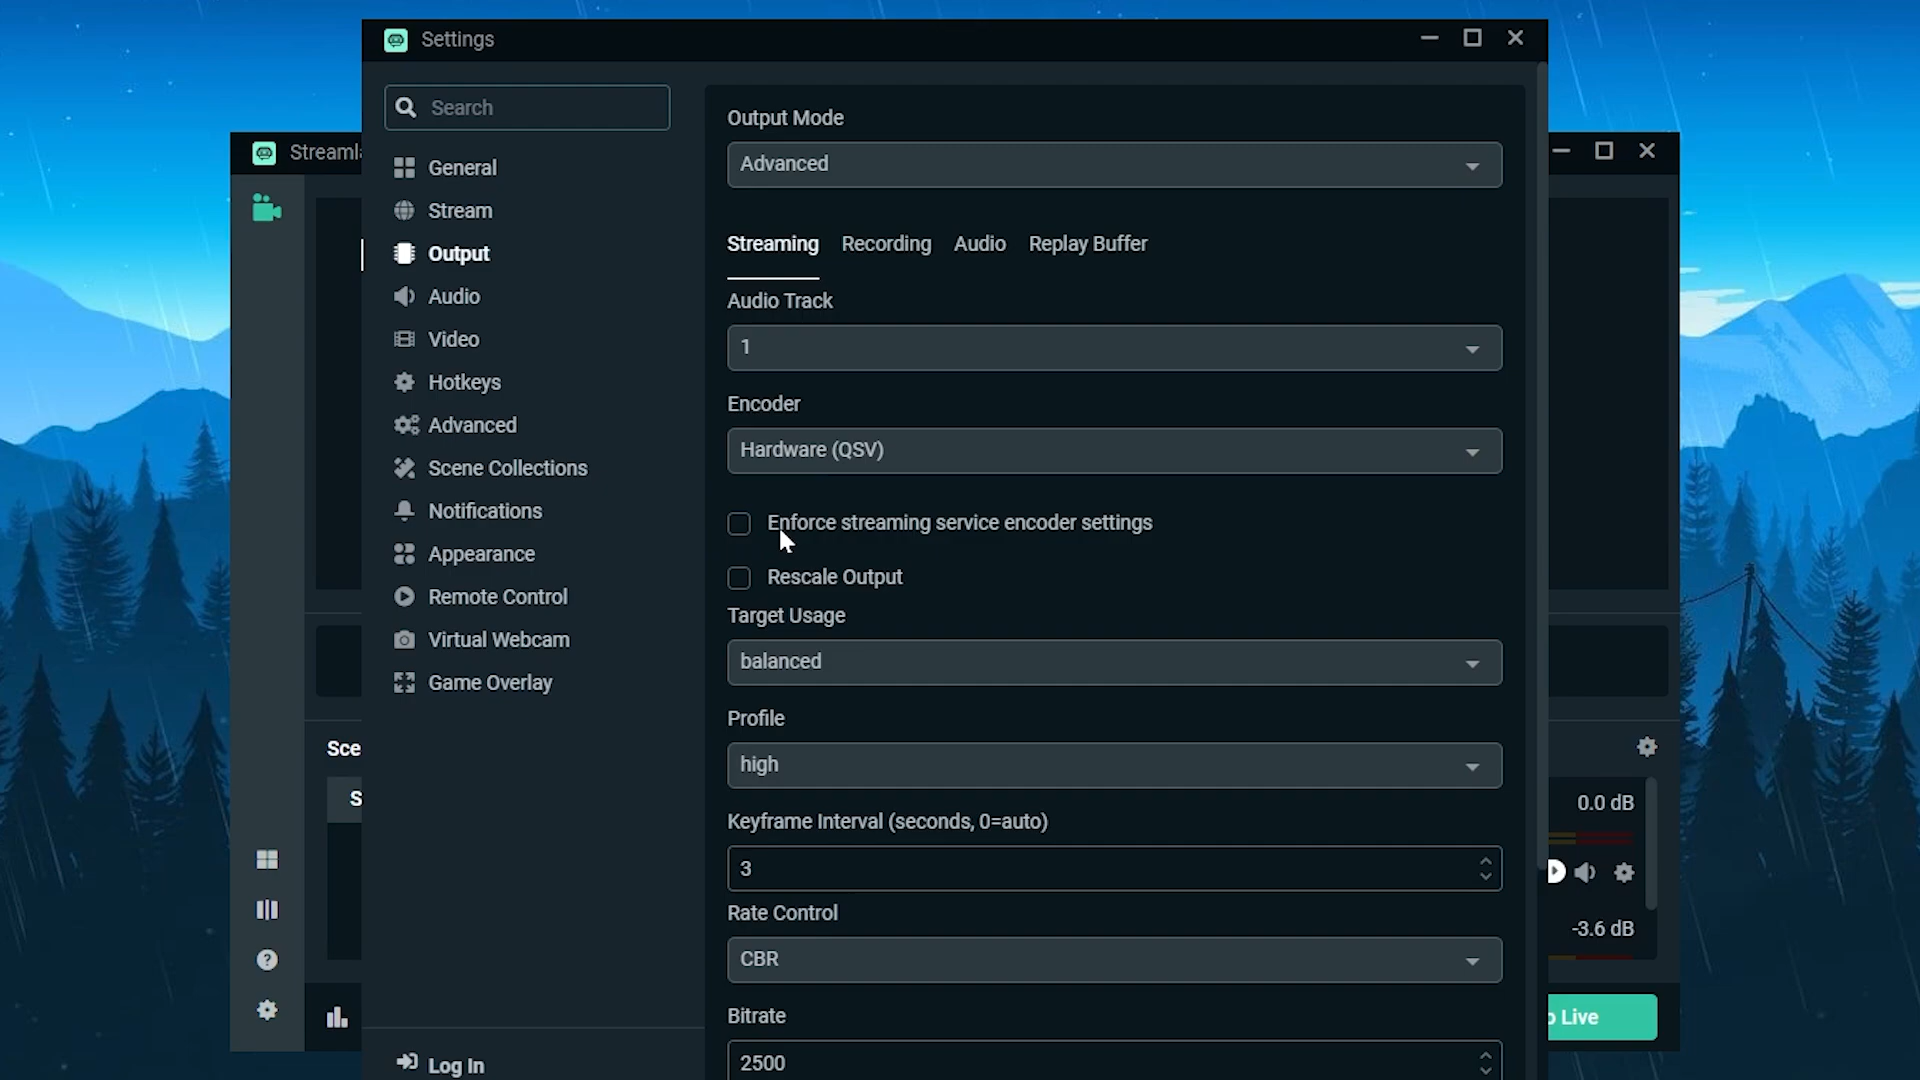 Settings
Search
General
Stream
Output
Audio
Video
Hotkeys
Advanced
Scene Collections
Notifications
Appearance
Remote Control
Virtual Webcam
Game Overlay
Log In
Output Mode
Advanced
Streaming Recording Audio Replay Buffer
Audio Track
1
Encoder
Hardware (QSV)
Enforce streaming service encoder settings
Rescale Output
Target Usage
balanced
Profile
high
Keyframe Interval (seconds, 0=auto)
3
Rate Control
CBR
Bitrate
2500
Streaml
Sce
S
0.0 dB
-3.6 dB
o Live